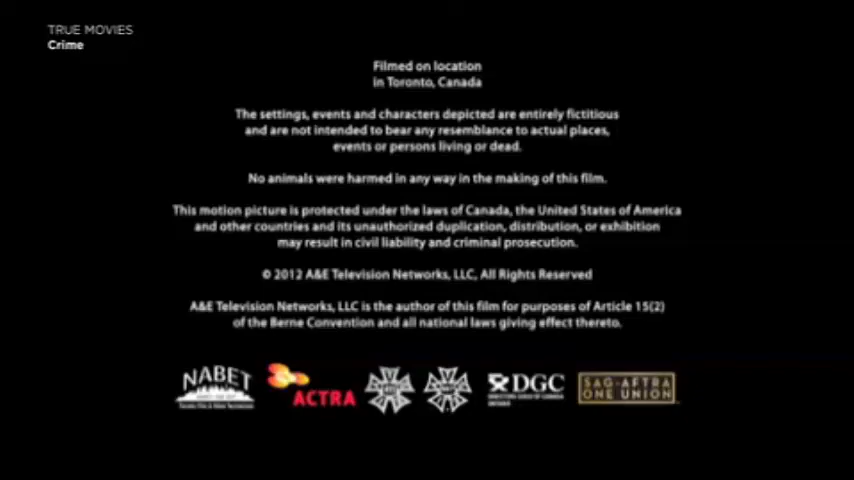 TRUE MOVIES
Crime
Filmed on location
in Toronto, Canada
The settings, events and characters depicted are entirely fictitious
and are not intended to bear any resemblance to actual places,
events or persons living or dead.
No animals were harmed in any way in the making of this film.
This motion picture is protected under the laws of Canada, the United States of America
and other countries and its unauthorized duplication, distribution, or exhibition
may result in civil liability and criminal prosecution.
© 2012 A&E Television Networks, LLC, All Rights Reserved
A&E Television Networks, LLC is the author of this film for purposes of Article 15(2)
of the Berne Convention and all national laws giving effect thereto.
NABET
ACTRA
DGC
DIRECTORS GUILD OF CANADA
ONTARIO
SAG-AFTRA
ONE UNION